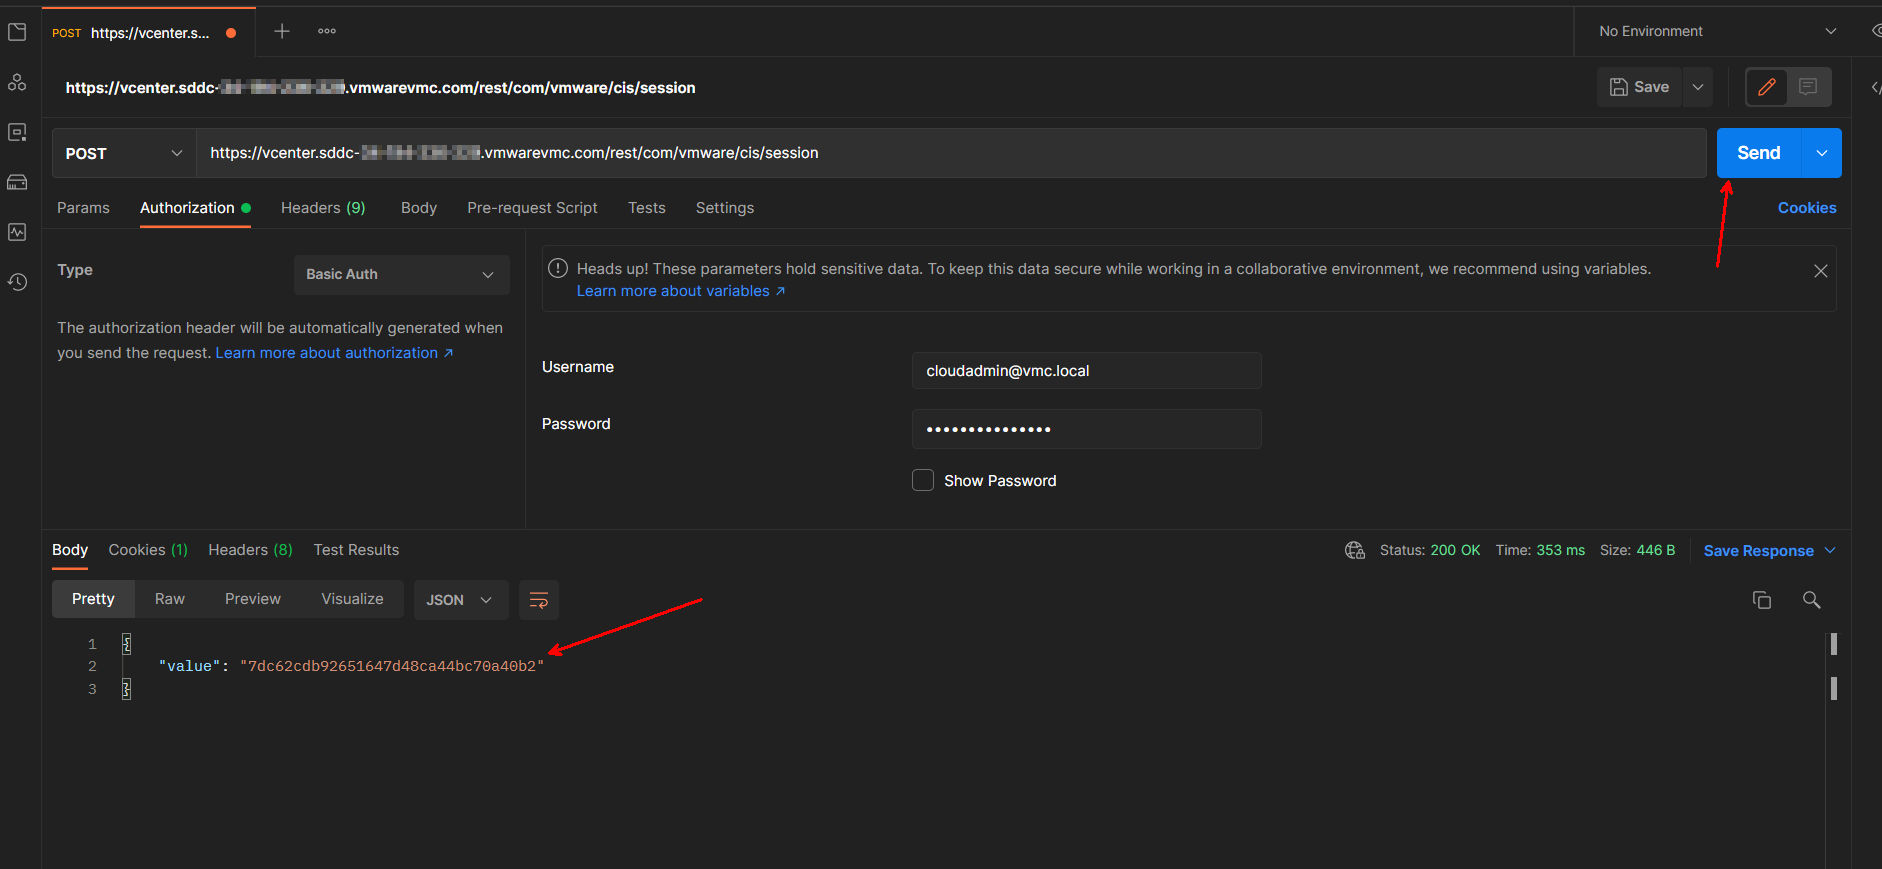 POST https://vcenter.s...
No Environment
https://vcenter.sddc- .vmwarevmc.com/rest/com/vmware/cis/session
Save
POST
https://vcenter.sddc- .vmwarevmc.com/rest/com/vmware/cis/session
Send
Params Authorization Headers (9) Body Pre-request Script Tests Settings
Cookies
Type
Basic Auth
The authorization header will be automatically generated when
you send the request. Learn more about authorization ↗
Heads up! These parameters hold sensitive data. To keep this data secure while working in a collaborative environment, we recommend using variables.
Learn more about variables ↗
Username
cloudadmin@vmc.local
Password
•••••••••••••••
Show Password
Body Cookies (1) Headers (8) Test Results
Status: 200 OK Time: 353 ms Size: 446 B
Save Response
Pretty Raw Preview Visualize
JSON
1 {
2 "value": "7dc62cdb92651647d48ca44bc70a40b2"
3 }